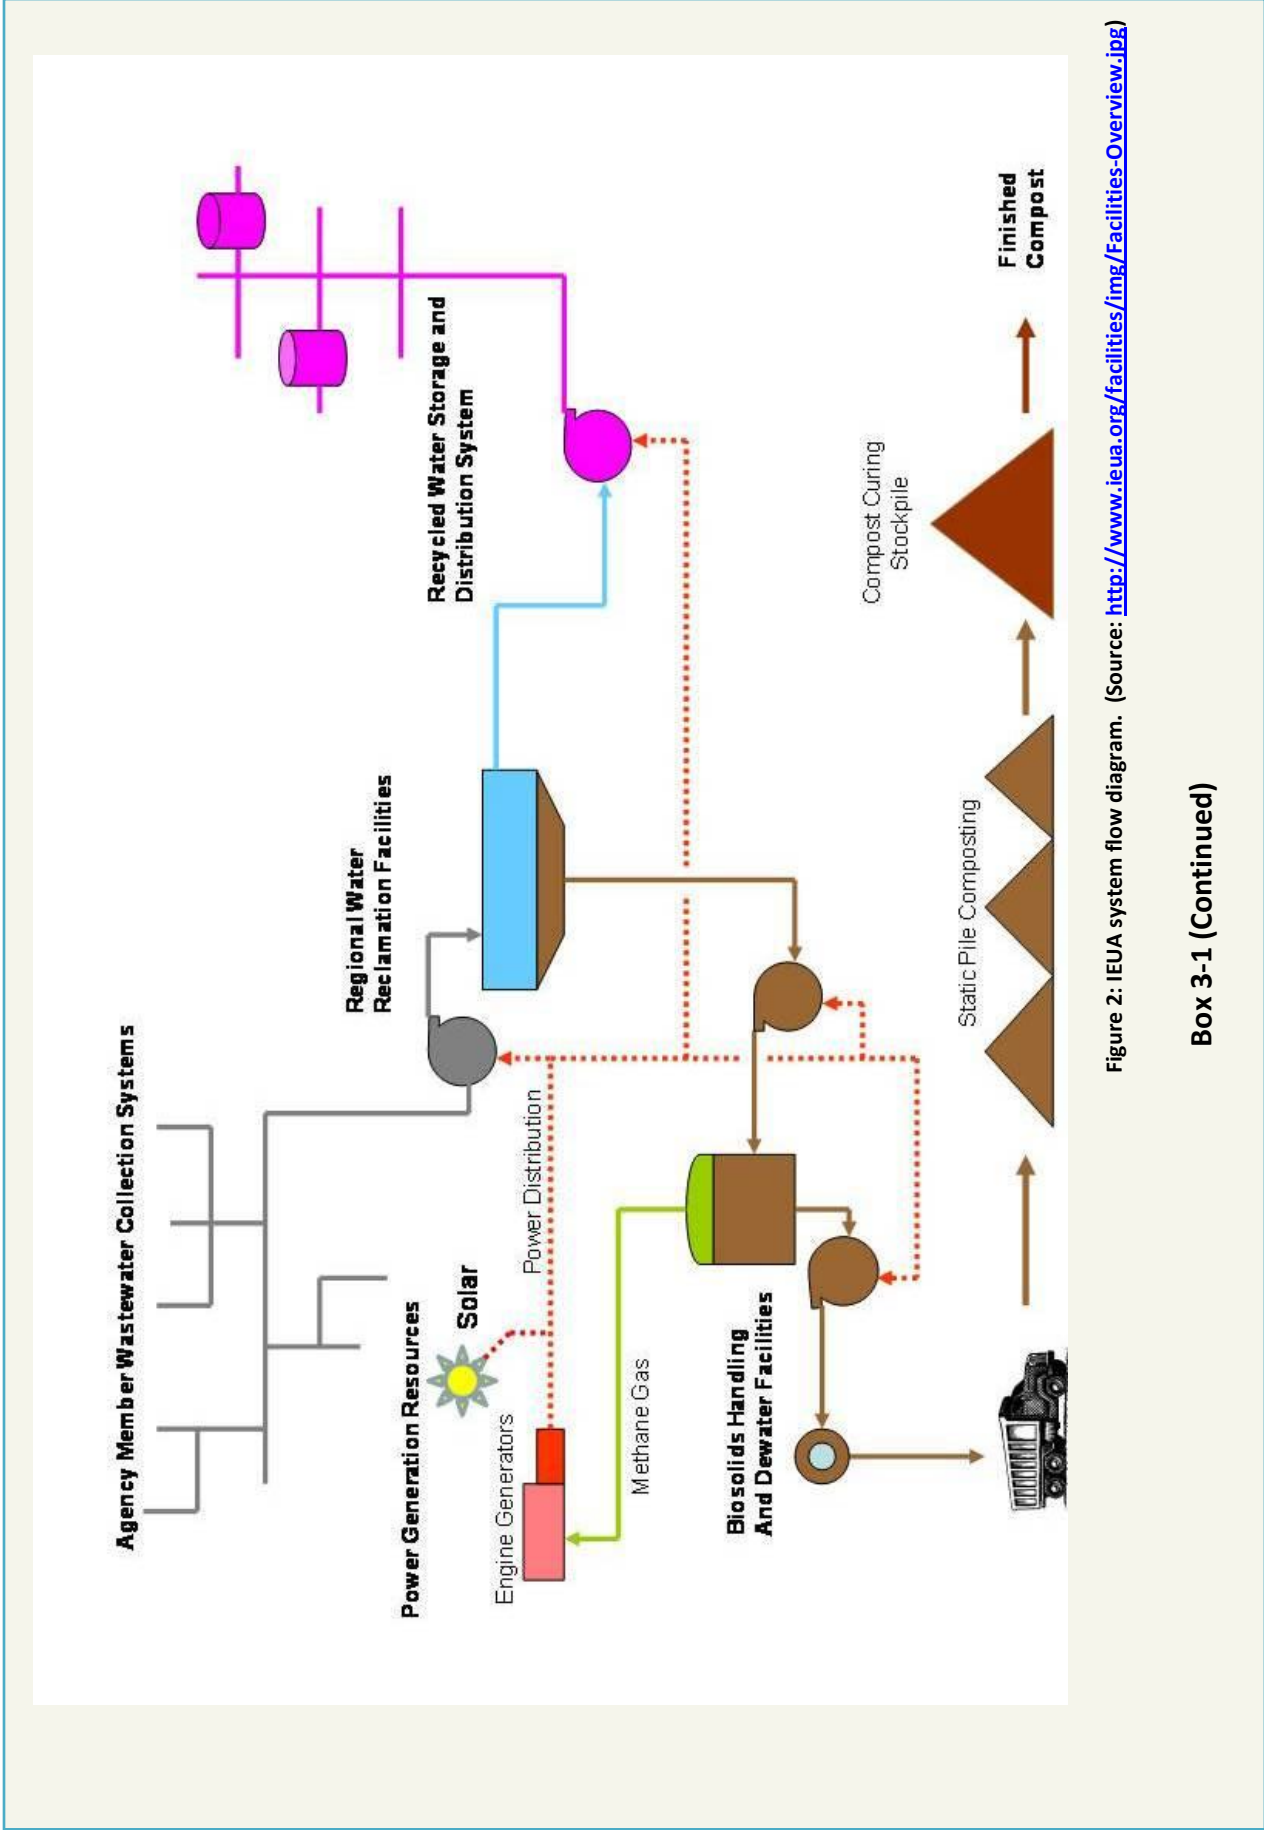 Agency Member Wastewater Collection Systems
Regional Water
Reclamation Facilities
Recycled Water Storage and
Distribution System
Power Generation Resources
Solar
Engine Generators
Power Distribution
Methane Gas
Biosolids Handling
And Dewater Facilities
Static Pile Composting
Compost Curing
Stockpile
Finished
Compost
Figure 2: IEUA system flow diagram. (Source: http://www.ieua.org/facilities/img/Facilities-Overview.jpg)
Box 3-1 (Continued)